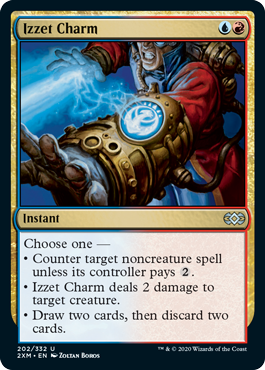 Izzet Charm
Instant
Choose one —
• Counter target noncreature spell
unless its controller pays 2.
• Izzet Charm deals 2 damage to
target creature.
• Draw two cards, then discard two
cards.
202/332 U
2XM • EN Zoltan Boros
™ & © 2020 Wizards of the Coast